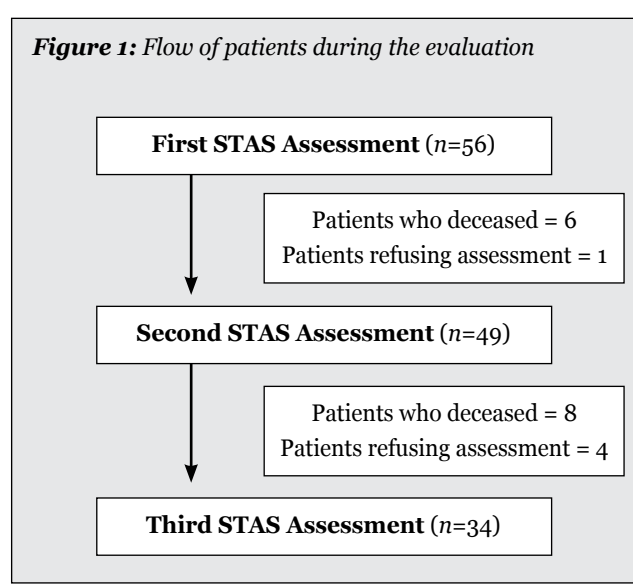 Figure 1: Flow of patients during the evaluation
First STAS Assessment (n=56)
Patients who deceased = 6
Patients refusing assessment = 1
Second STAS Assessment (n=49)
Patients who deceased = 8
Patients refusing assessment = 4
Third STAS Assessment (n=34)